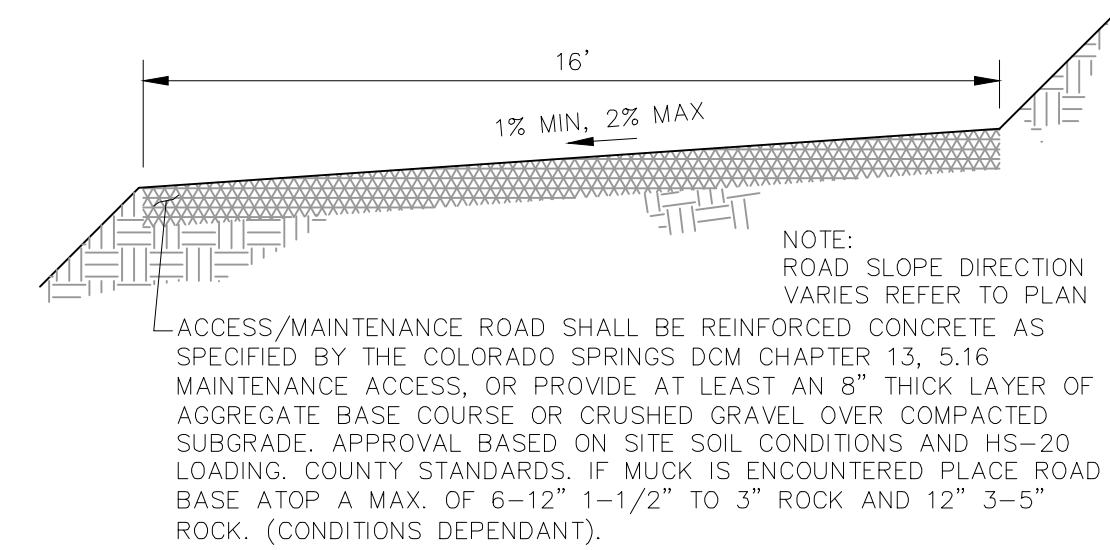 16'
1% MIN, 2% MAX
NOTE:
ROAD SLOPE DIRECTION
VARIES REFER TO PLAN
ACCESS/MAINTENANCE ROAD SHALL BE REINFORCED CONCRETE AS
SPECIFIED BY THE COLORADO SPRINGS DCM CHAPTER 13, 5.16
MAINTENANCE ACCESS, OR PROVIDE AT LEAST AN 8" THICK LAYER OF
AGGREGATE BASE COURSE OR CRUSHED GRAVEL OVER COMPACTED
SUBGRADE. APPROVAL BASED ON SITE SOIL CONDITIONS AND HS-20
LOADING. COUNTY STANDARDS. IF MUCK IS ENCOUNTERED PLACE ROAD
BASE ATOP A MAX. OF 6-12" 1-1/2" TO 3" ROCK AND 12" 3-5"
ROCK. (CONDITIONS DEPENDANT).